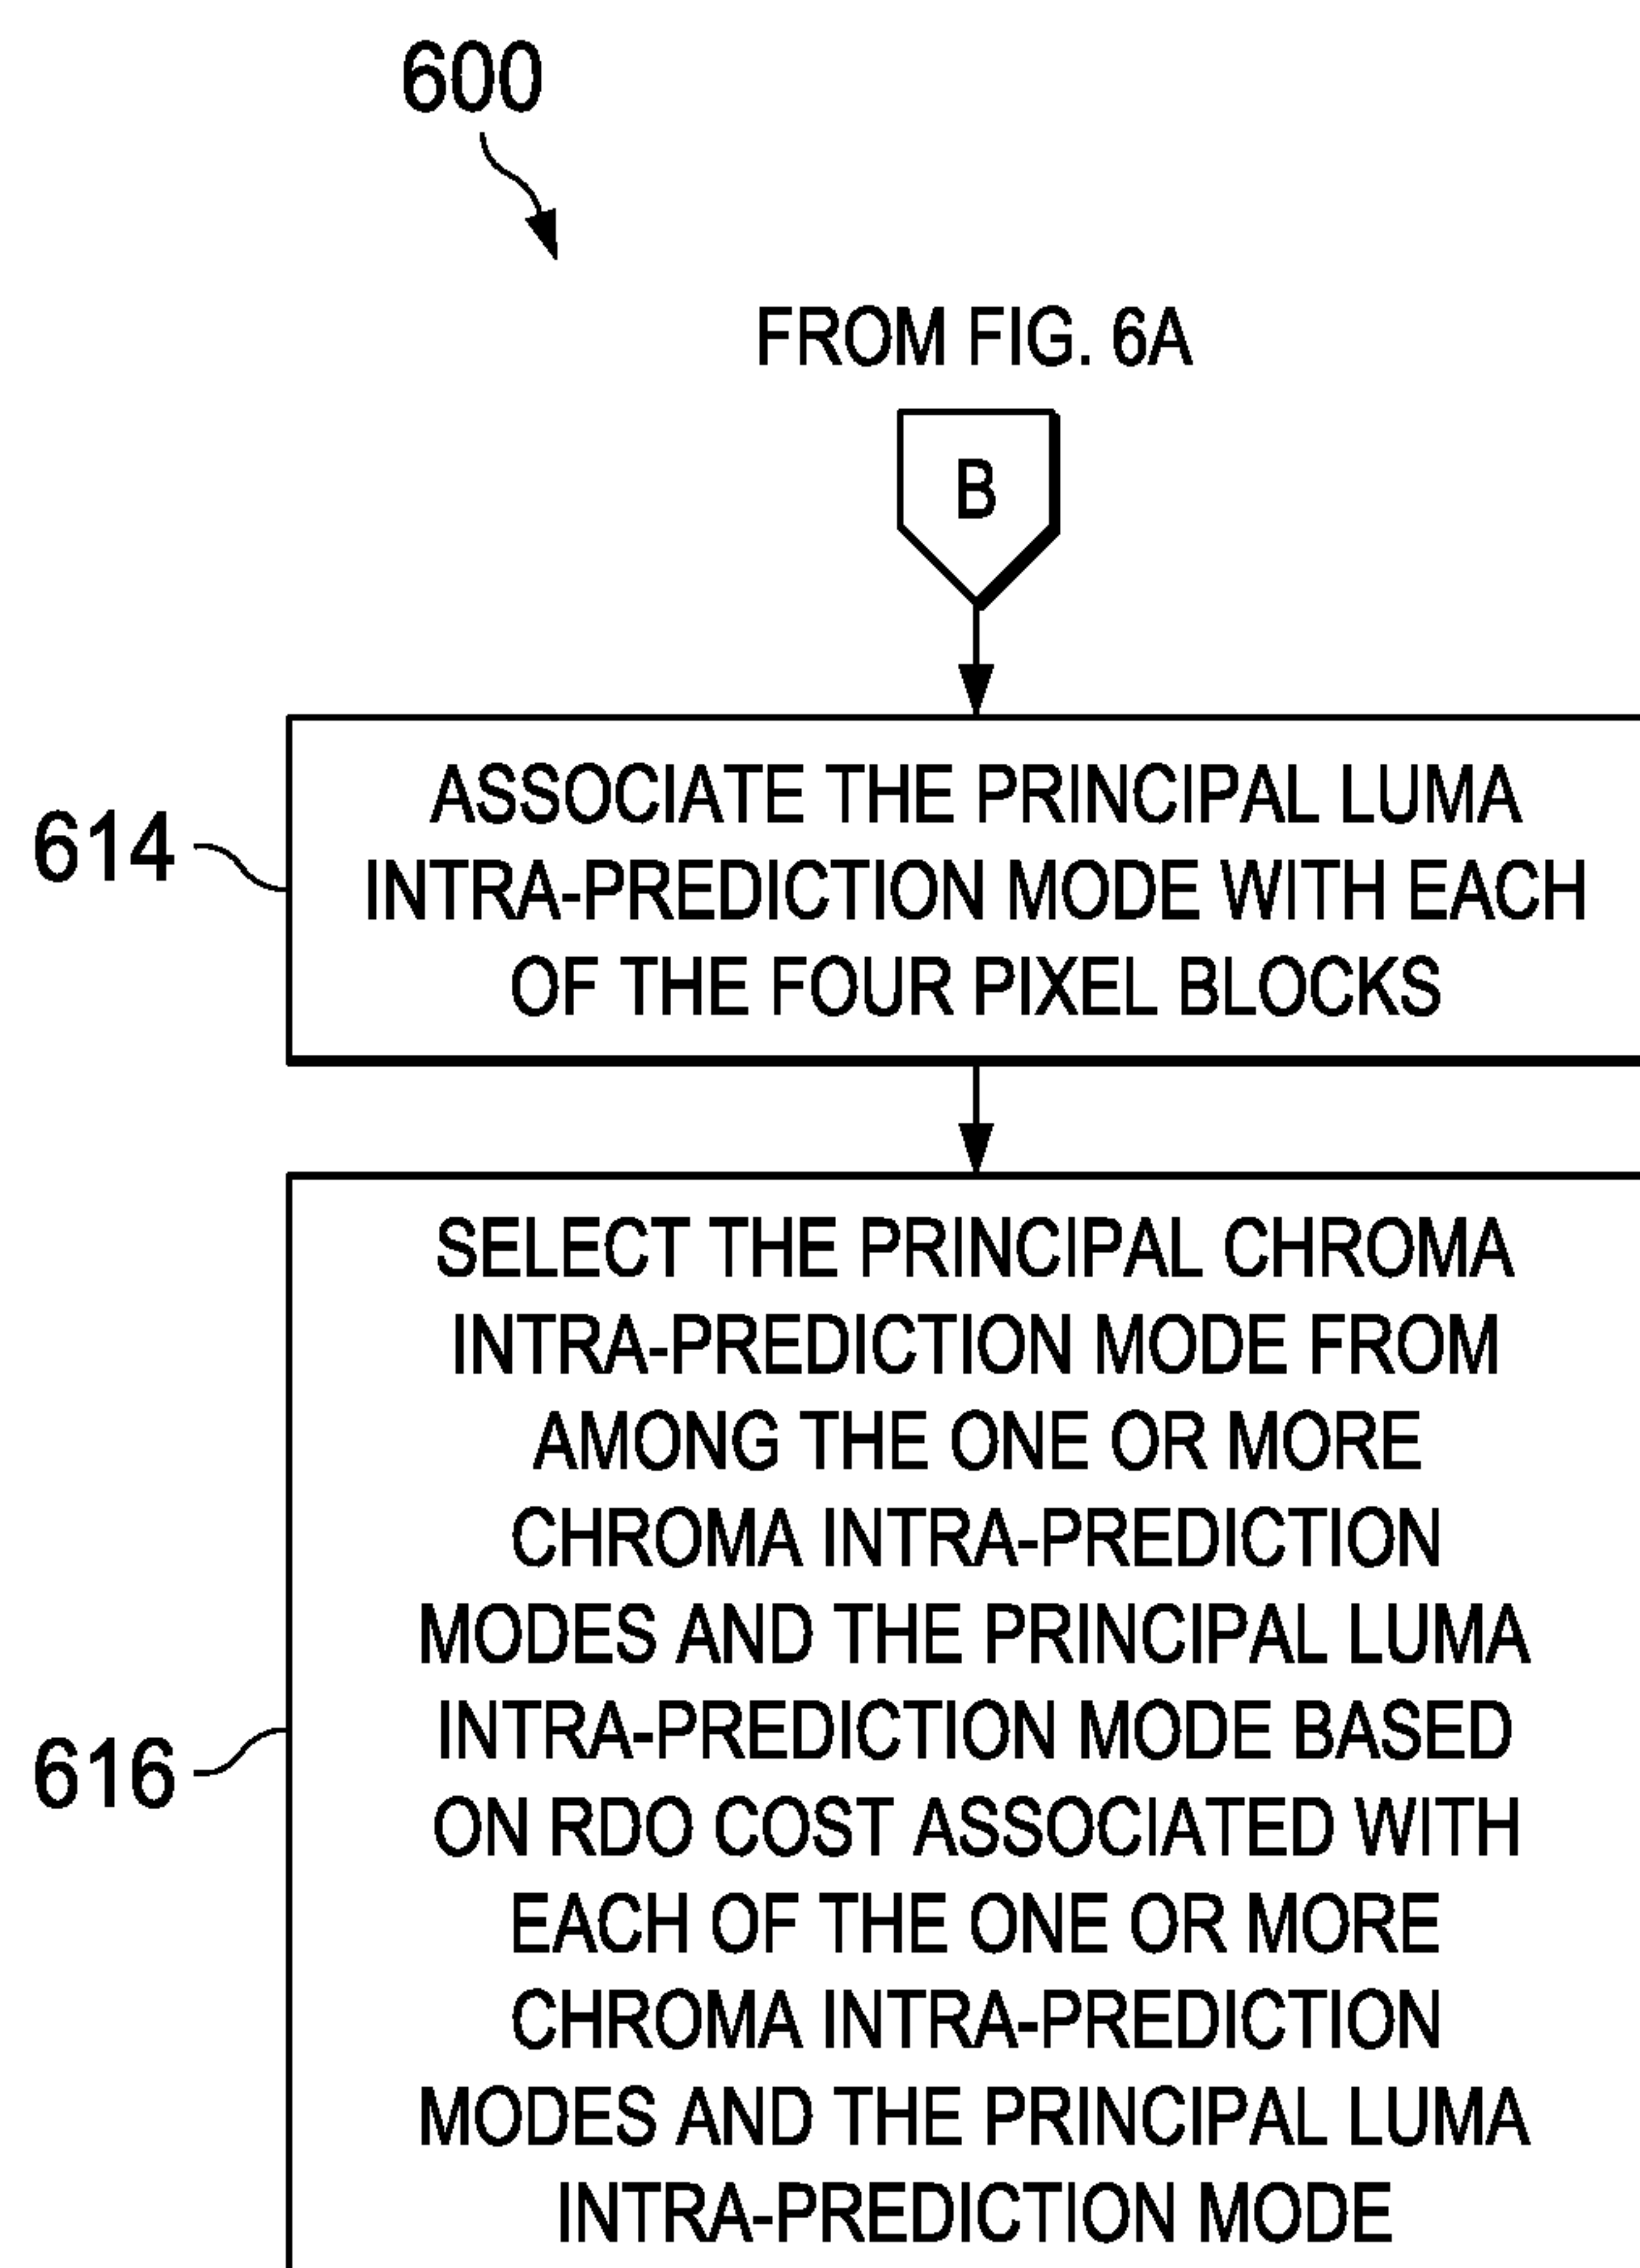 600
FROM FIG. 6A
B
614
ASSOCIATE THE PRINCIPAL LUMA
INTRA-PREDICTION MODE WITH EACH
OF THE FOUR PIXEL BLOCKS
616
SELECT THE PRINCIPAL CHROMA
INTRA-PREDICTION MODE FROM
AMONG THE ONE OR MORE
CHROMA INTRA-PREDICTION
MODES AND THE PRINCIPAL LUMA
INTRA-PREDICTION MODE BASED
ON RDO COST ASSOCIATED WITH
EACH OF THE ONE OR MORE
CHROMA INTRA-PREDICTION
MODES AND THE PRINCIPAL LUMA
INTRA-PREDICTION MODE